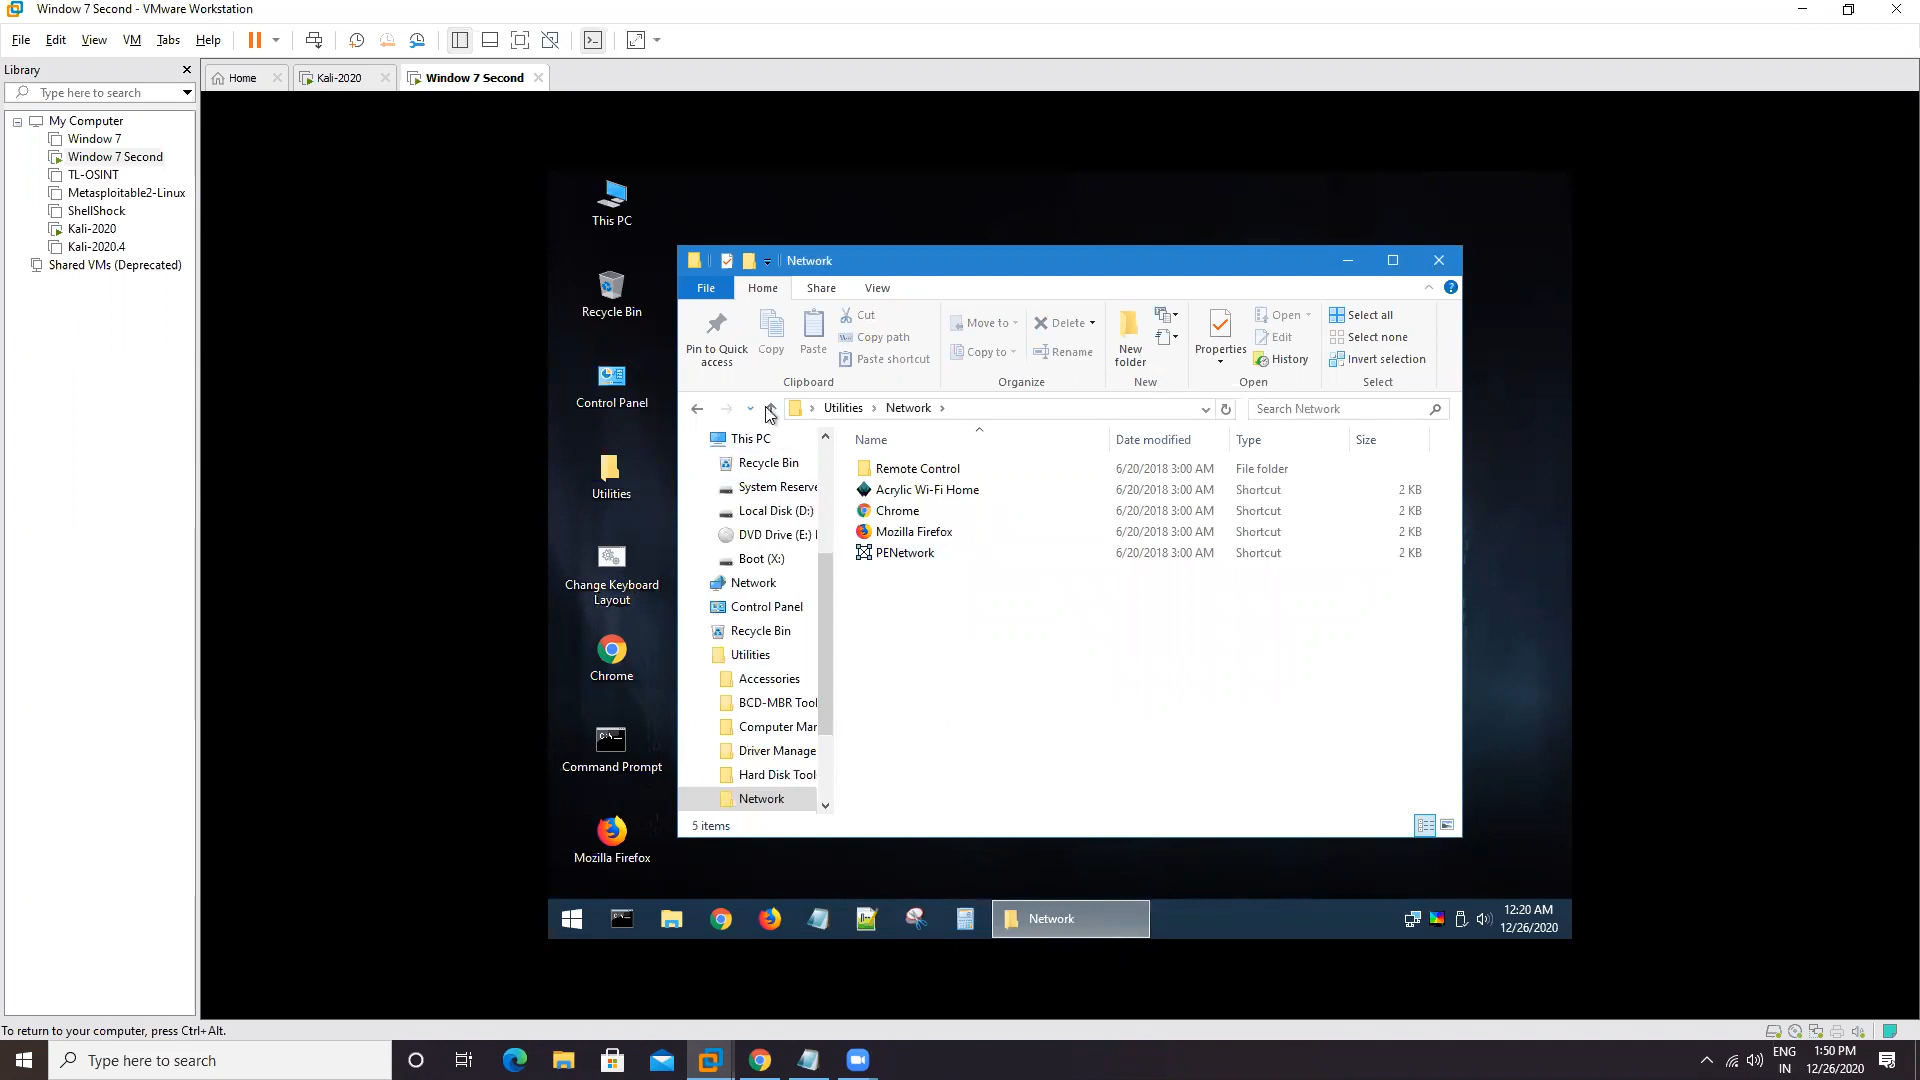 Window 7 Second - VMware Workstation
File Edit View VM Tabs Help
Library
Type here to search
Home
Kali-2020
Window 7 Second
My Computer
Window 7
Window 7 Second
TL-OSINT
Metasploitable2-Linux
ShellShock
Kali-2020
Kali-2020.4
Shared VMs (Deprecated)
This PC
Recycle Bin
Control Panel
Utilities
Change Keyboard
Layout
Chrome
Command Prompt
Mozilla Firefox
Network
File Home Share View
Pin to Quick
access
Copy
Paste
Cut
Copy path
Paste shortcut
Clipboard
Move to
Copy to
Delete
Rename
Organize
New
folder
New
Properties
Open
Edit
History
Open
Select all
Select none
Invert selection
Select
Utilities > Network >
Search Network
This PC
Recycle Bin
System Reserve
Local Disk (D:)
DVD Drive (E:)
Boot (X:)
Network
Control Panel
Recycle Bin
Utilities
Accessories
BCD-MBR Tool
Computer Mar
Driver Manage
Hard Disk Tool
Network
Name Date modified Type Size
Remote Control 6/20/2018 3:00 AM File folder
Acrylic Wi-Fi Home 6/20/2018 3:00 AM Shortcut 2 KB
Chrome 6/20/2018 3:00 AM Shortcut 2 KB
Mozilla Firefox 6/20/2018 3:00 AM Shortcut 2 KB
PENetwork 6/20/2018 3:00 AM Shortcut 2 KB
5 items
Network
12:20 AM
12/26/2020
To return to your computer, press Ctrl+Alt.
Type here to search
ENG
IN
1:50 PM
12/26/2020